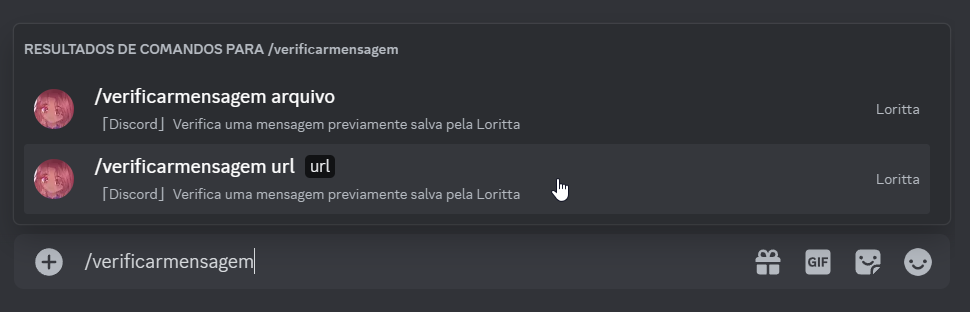 RESULTADOS DE COMANDOS PARA /verificarmensagem
/verificarmensagem arquivo
「Discord」 Verifica uma mensagem previamente salva pela Loritta
Loritta
/verificarmensagem url url
「Discord」 Verifica uma mensagem previamente salva pela Loritta
Loritta
/verificarmensagem
GIF